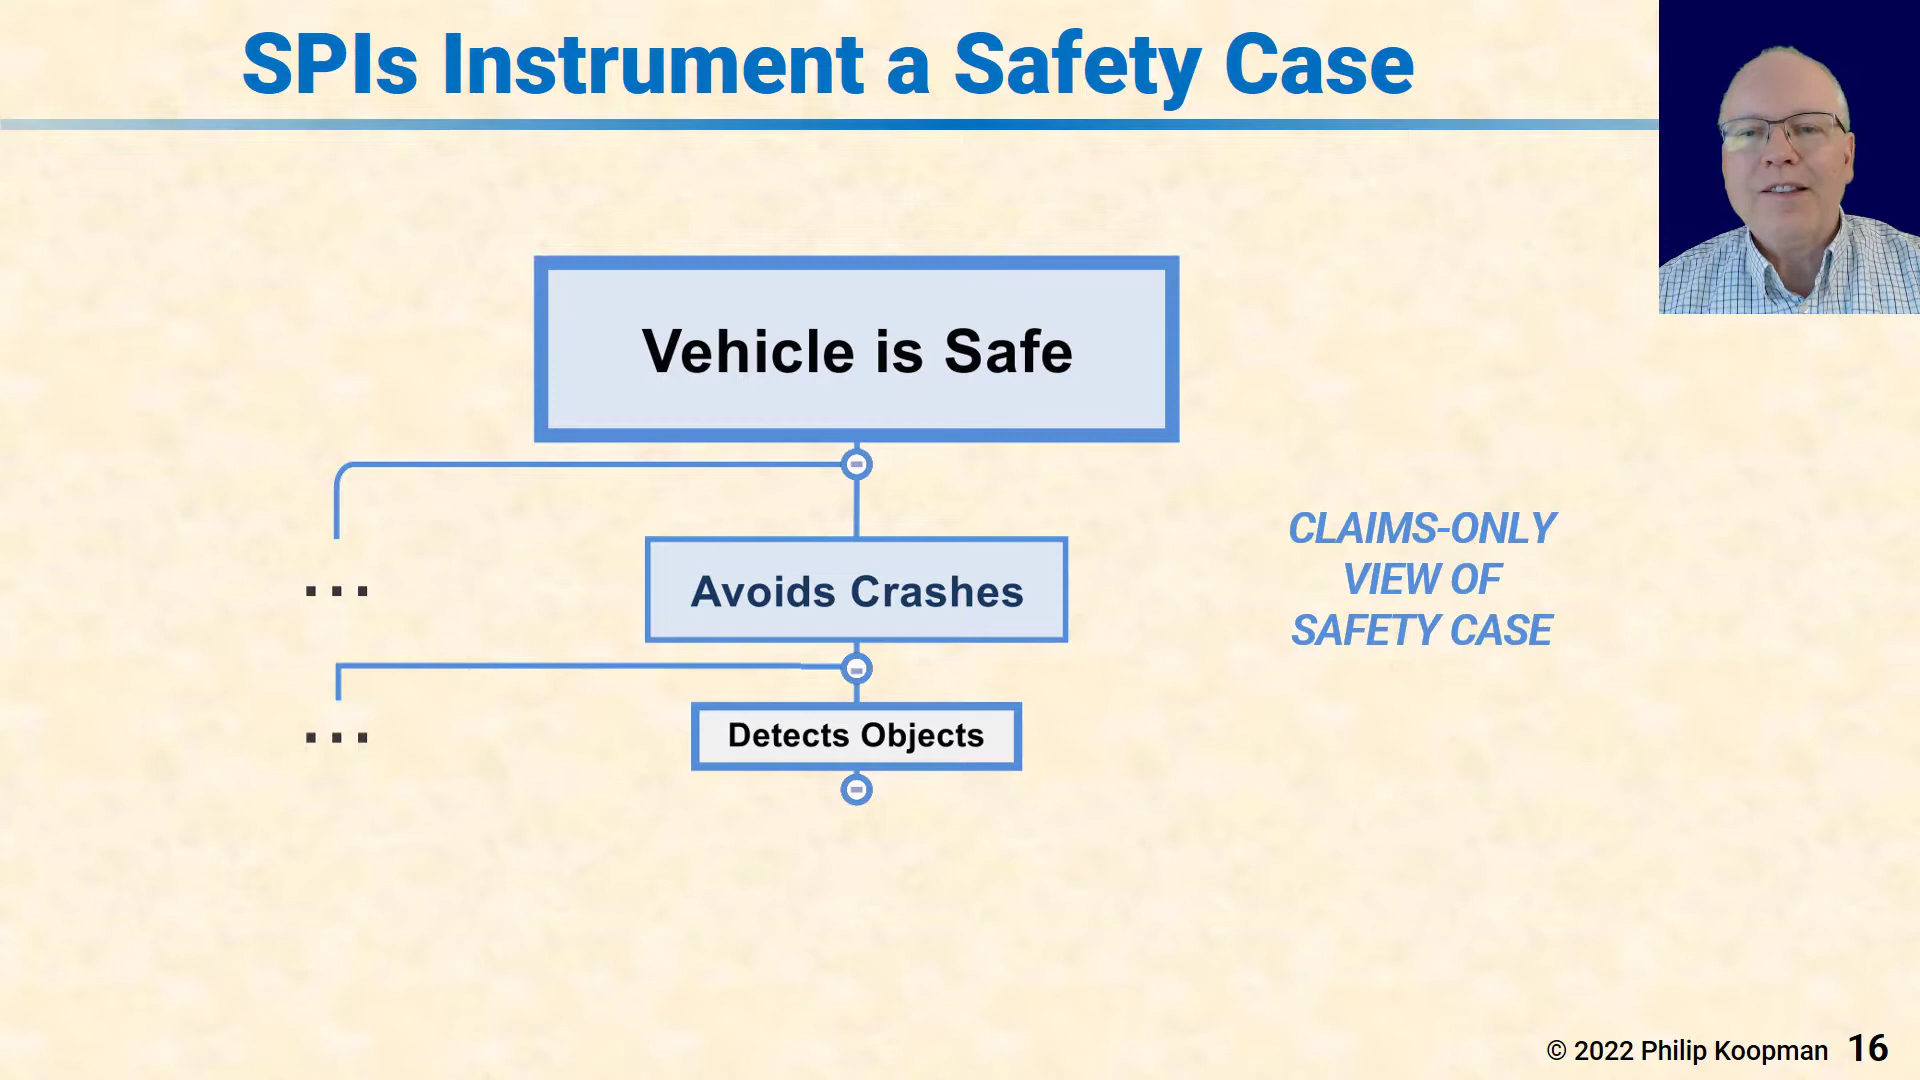 SPIs Instrument a Safety Case
Vehicle is Safe
...
Avoids Crashes
CLAIMS-ONLY
VIEW OF
SAFETY CASE
...
Detects Objects
© 2022 Philip Koopman 16